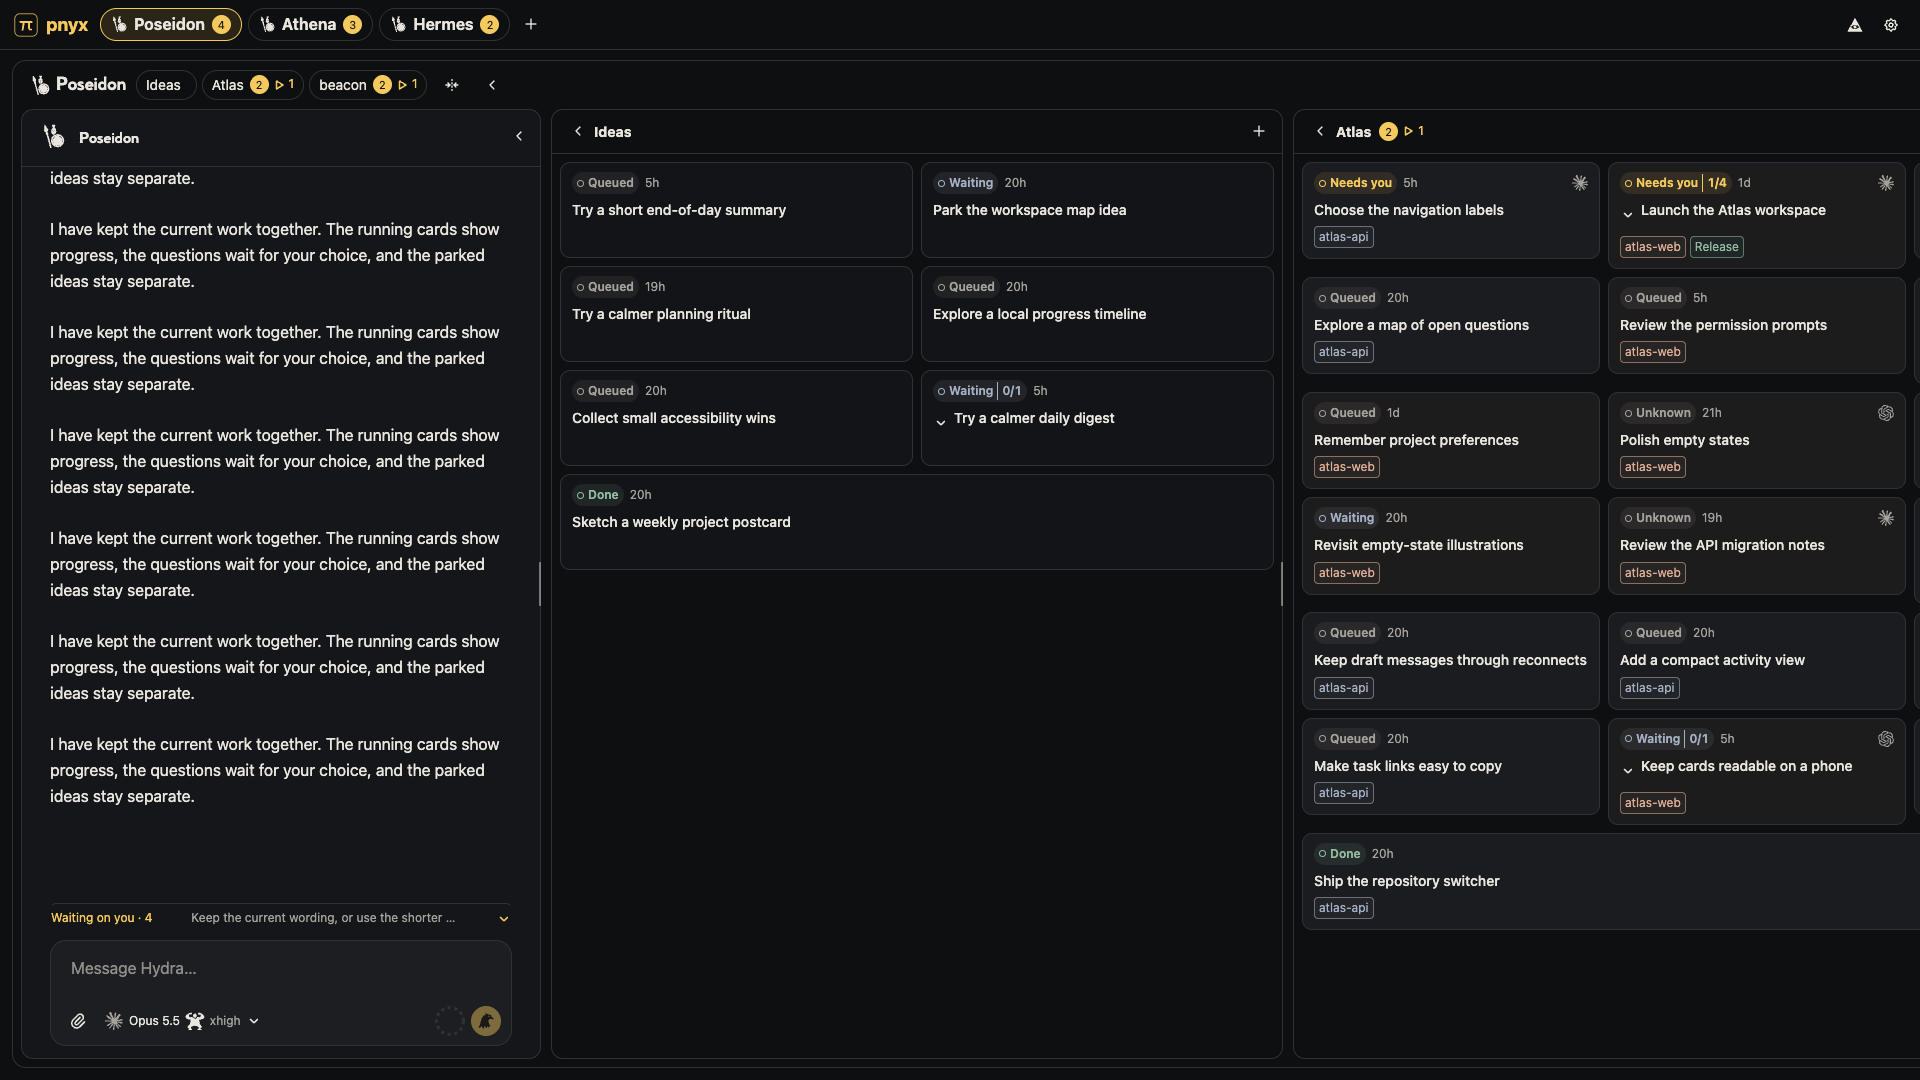 π pnyx
Poseidon 4
Athena 3
Hermes 2
Poseidon
Ideas
Atlas 2 1
beacon 2 1
Poseidon
ideas stay separate.
I have kept the current work together. The running cards show
progress, the questions wait for your choice, and the parked
ideas stay separate.
I have kept the current work together. The running cards show
progress, the questions wait for your choice, and the parked
ideas stay separate.
I have kept the current work together. The running cards show
progress, the questions wait for your choice, and the parked
ideas stay separate.
I have kept the current work together. The running cards show
progress, the questions wait for your choice, and the parked
ideas stay separate.
I have kept the current work together. The running cards show
progress, the questions wait for your choice, and the parked
ideas stay separate.
I have kept the current work together. The running cards show
progress, the questions wait for your choice, and the parked
ideas stay separate.
Waiting on you · 4
Keep the current wording, or use the shorter ...
Message Hydra...
Opus 5.5 xhigh
Ideas
Queued 5h
Try a short end-of-day summary
Waiting 20h
Park the workspace map idea
Queued 19h
Try a calmer planning ritual
Queued 20h
Explore a local progress timeline
Queued 20h
Collect small accessibility wins
Waiting 0/1 5h
Try a calmer daily digest
Done 20h
Sketch a weekly project postcard
Atlas 2 1
Needs you 5h
Choose the navigation labels
atlas-api
Needs you 1/4 1d
Launch the Atlas workspace
atlas-web Release
Queued 20h
Explore a map of open questions
atlas-api
Queued 5h
Review the permission prompts
atlas-web
Queued 1d
Remember project preferences
atlas-web
Unknown 21h
Polish empty states
atlas-web
Waiting 20h
Revisit empty-state illustrations
atlas-web
Unknown 19h
Review the API migration notes
atlas-web
Queued 20h
Keep draft messages through reconnects
atlas-api
Queued 20h
Add a compact activity view
atlas-api
Queued 20h
Make task links easy to copy
atlas-api
Waiting 0/1 5h
Keep cards readable on a phone
atlas-web
Done 20h
Ship the repository switcher
atlas-api